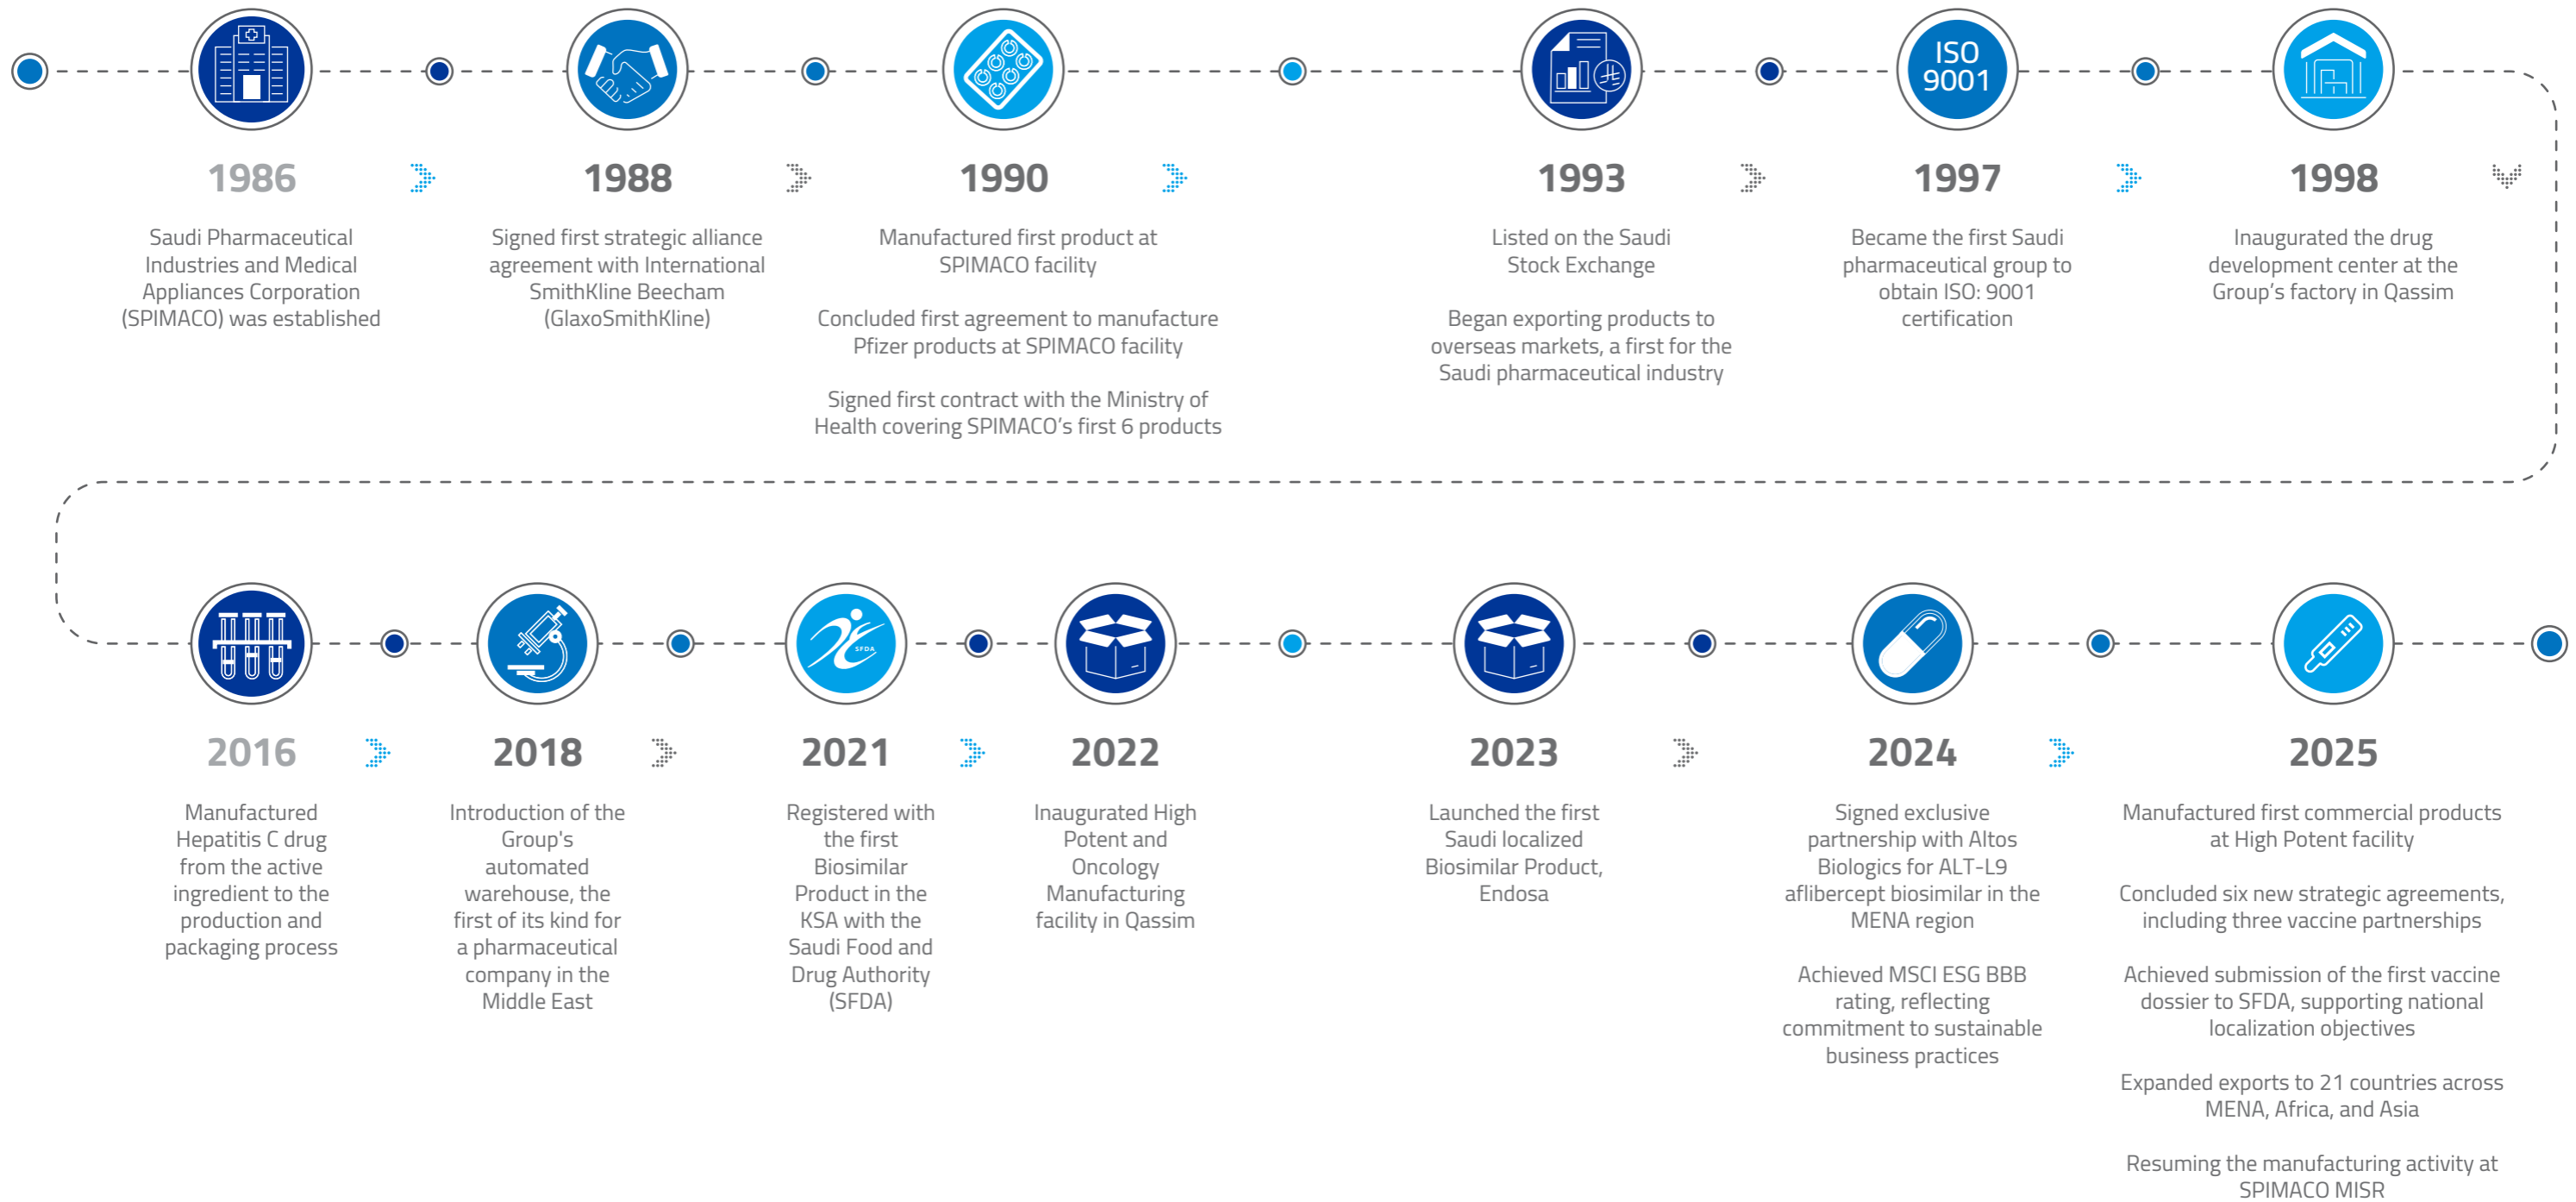 ISO
9001
1986
Saudi Pharmaceutical
Industries and Medical
Appliances Corporation
(SPIMACO) was established
1988
Signed first strategic alliance
agreement with International
SmithKline Beecham
(GlaxoSmithKline)
1990
Manufactured first product at
SPIMACO facility
Concluded first agreement to manufacture
Pfizer products at SPIMACO facility
Signed first contract with the Ministry of
Health covering SPIMACO's first 6 products
1993
Listed on the Saudi
Stock Exchange
Began exporting products to
overseas markets, a first for the
Saudi pharmaceutical industry
1997
Became the first Saudi
pharmaceutical group to
obtain ISO: 9001
certification
1998
Inaugurated the drug
development center at the
Group's factory in Qassim
SFDA
2016
Manufactured
Hepatitis C drug
from the active
ingredient to the
production and
packaging process
2018
Introduction of the
Group's
automated
warehouse, the
first of its kind for
a pharmaceutical
company in the
Middle East
2021
Registered with
the first
Biosimilar
Product in the
KSA with the
Saudi Food and
Drug Authority
(SFDA)
2022
Inaugurated High
Potent and
Oncology
Manufacturing
facility in Qassim
2023
Launched the first
Saudi localized
Biosimilar Product,
Endosa
2024
Signed exclusive
partnership with Altos
Biologics for ALT-L9
aflibercept biosimilar in the
MENA region
Achieved MSCI ESG BBB
rating, reflecting
commitment to sustainable
business practices
2025
Manufactured first commercial products
at High Potent facility
Concluded six new strategic agreements,
including three vaccine partnerships
Achieved submission of the first vaccine
dossier to SFDA, supporting national
localization objectives
Expanded exports to 21 countries across
MENA, Africa, and Asia
Resuming the manufacturing activity at
SPIMACO MISR